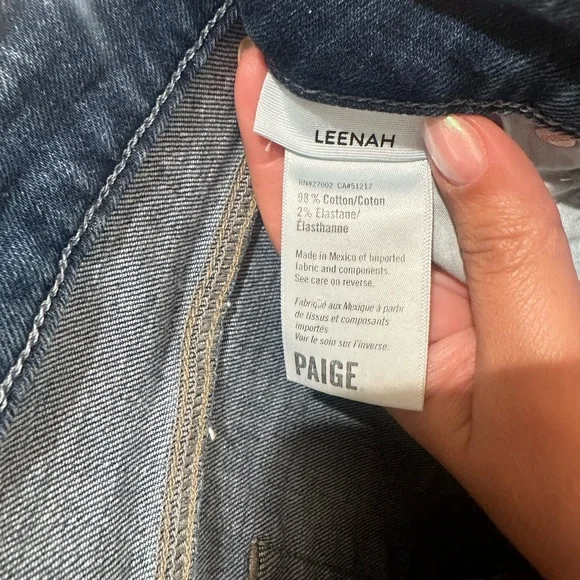 LEENAH
RN#27002 CA#51217
98% Cotton/Coton
2% Elastane/
Élasthanne
Made in Mexico of Imported
fabric and components.
See care on reverse.
Fabriqué aux Mexique à partir
de tissus et composants
importés
Voir le soin sur l'inverse.
PAIGE